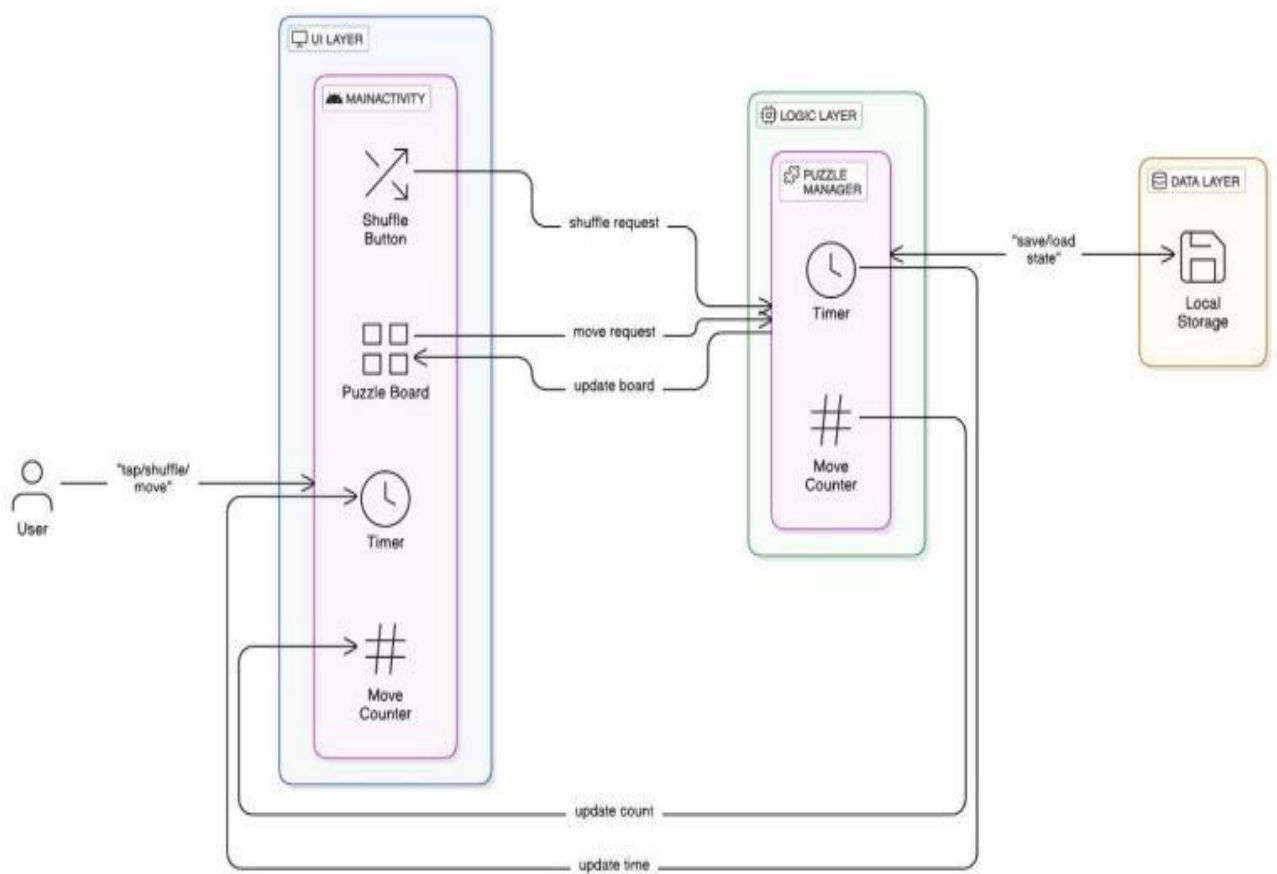 UI LAYER
MAINACTIVITY
Shuffle
Button
Puzzle Board
Timer
Move
Counter
User
"tap/shuffle/
move"
shuffle request
move request
update board
LOGIC LAYER
PUZZLE
MANAGER
Timer
Move
Counter
"save/load
state"
DATA LAYER
Local
Storage
update count
update time